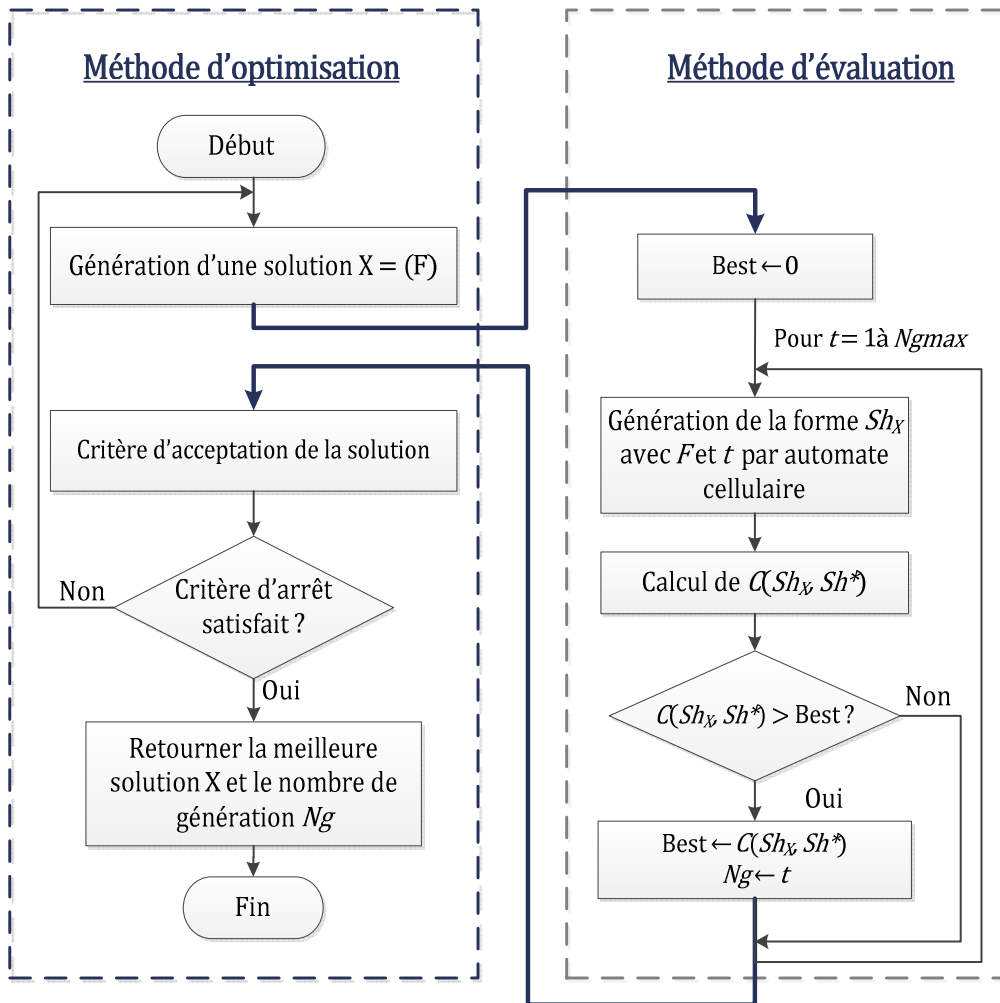 Méthode d'optimisation
Début
Génération d'une solution X = (F)
Critère d'acceptation de la solution
Critère d'arrêt
satisfait ?
Non
Oui
Retourner la meilleure
solution X et le nombre de
génération Ng
Fin
Méthode d'évaluation
Best ← 0
Pour t = 1à Ngmax
Génération de la forme ShX
avec F et t par automate
cellulaire
Calcul de C(ShX, Sh*)
C(ShX, Sh*) > Best ?
Non
Oui
Best ← C(ShX, Sh*)
Ng ← t